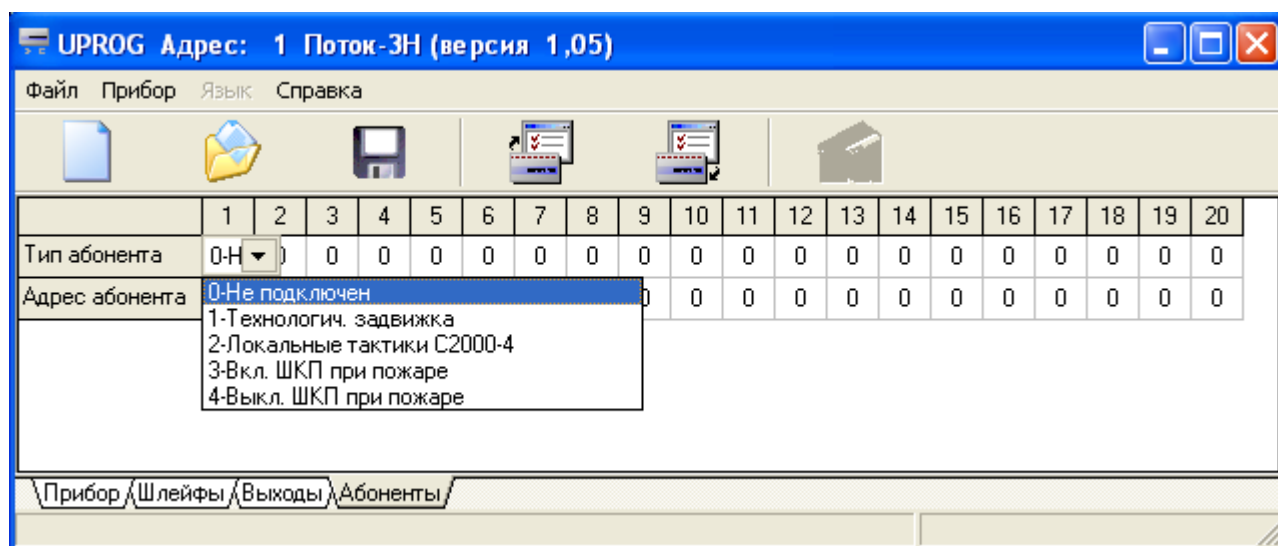 UPROG Адрес: 1 Поток-3Н (версия 1,05)
Файл Прибор Язык Справка
1 2 3 4 5 6 7 8 9 10 11 12 13 14 15 16 17 18 19 20
Тип абонента 0-Н 0 0 0 0 0 0 0 0 0 0 0 0 0 0 0 0 0 0
Адрес абонента 0 0 0 0 0 0 0 0 0 0 0
0-Не подключен
1-Технологич. задвижка
2-Локальные тактики С2000-4
3-Вкл. ШКП при пожаре
4-Выкл. ШКП при пожаре
Прибор Шлейфы Выходы Абоненты